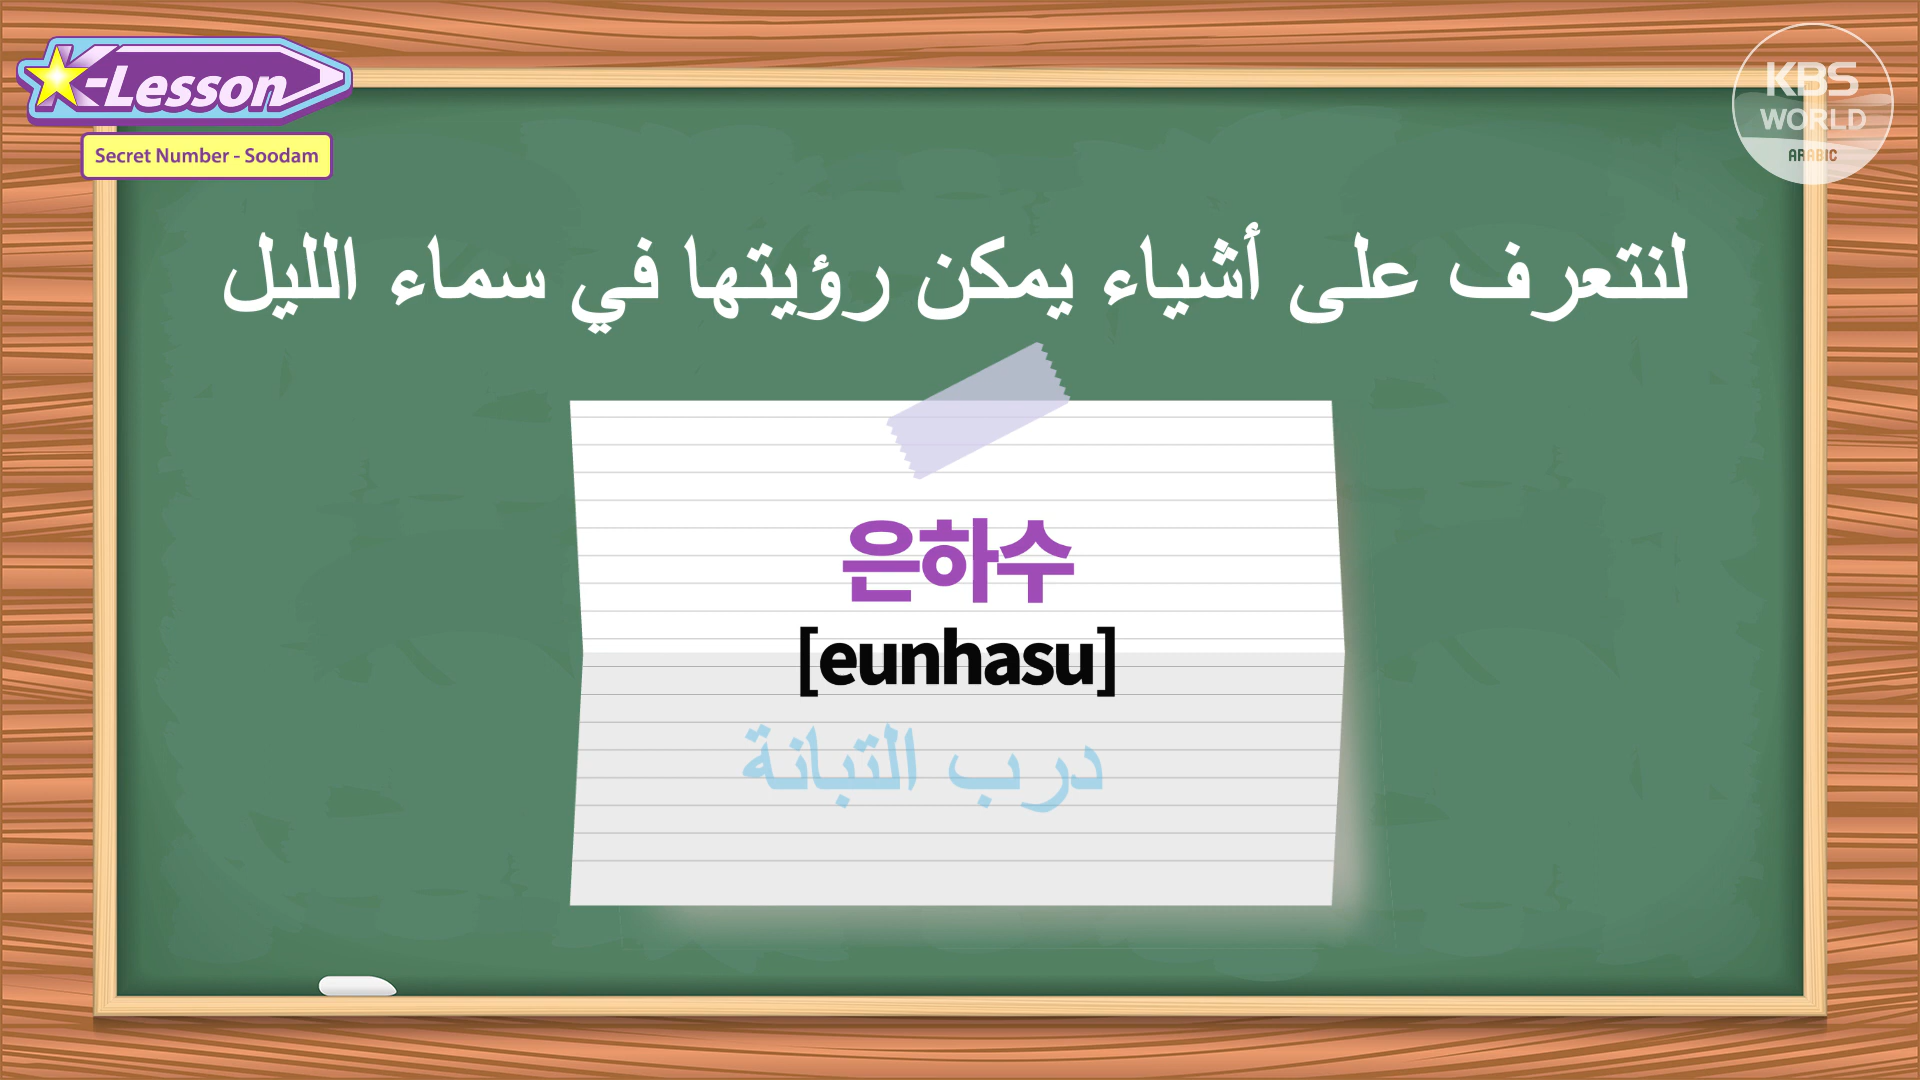 K-Lesson
Secret Number - Soodam
KBS
WORLD
ARABIC
لنتعرف على أشياء يمكن رؤيتها في سماء الليل
은하수
[eunhasu]
درب التبانة